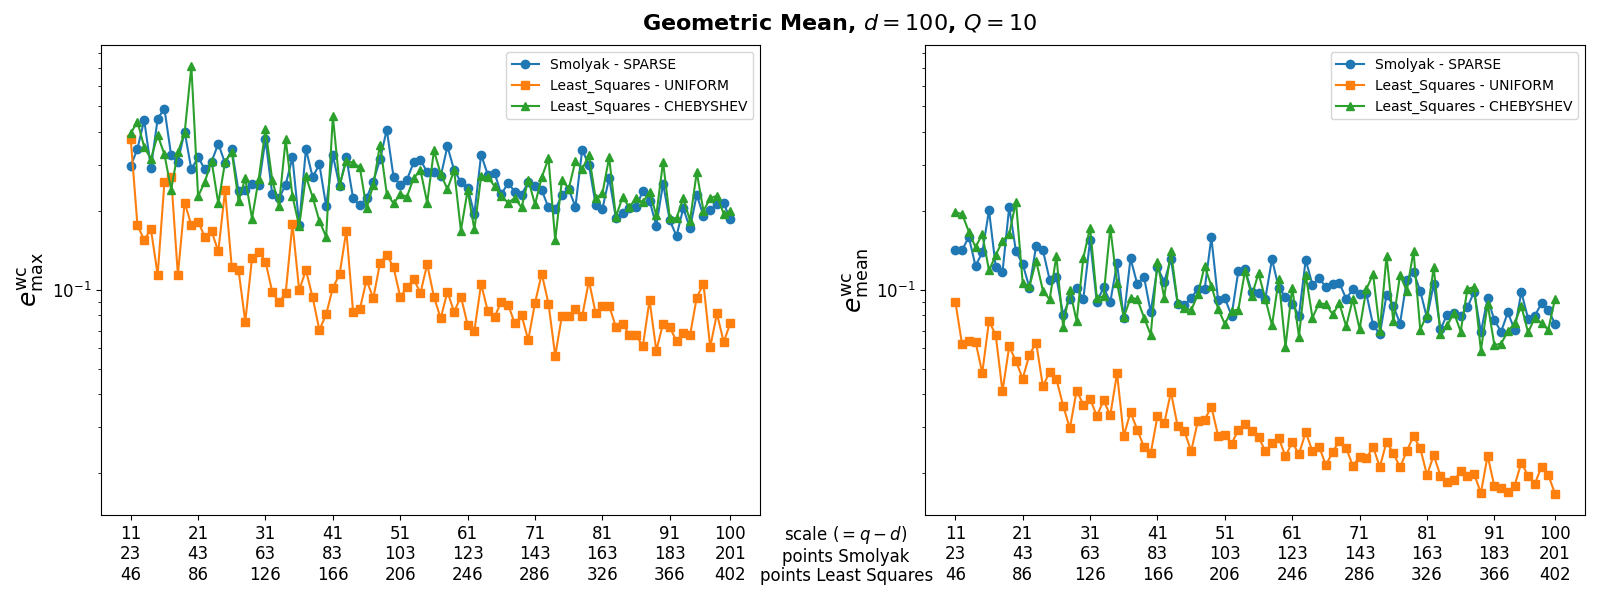 Geometric Mean, d = 100, Q = 10
Smolyak - SPARSE
Least_Squares - UNIFORM
Least_Squares - CHEBYSHEV
e^wc_max
10⁻¹
11 21 31 41 51 61 71 81 91 100
23 43 63 83 103 123 143 163 183 201
46 86 126 166 206 246 286 326 366 402
scale (= q − d)
points Smolyak
points Least Squares
Smolyak - SPARSE
Least_Squares - UNIFORM
Least_Squares - CHEBYSHEV
e^wc_mean
10⁻¹
11 21 31 41 51 61 71 81 91 100
23 43 63 83 103 123 143 163 183 201
46 86 126 166 206 246 286 326 366 402